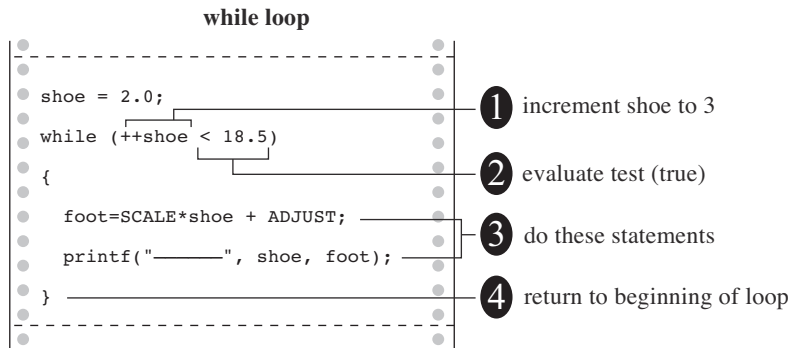 while loop
shoe = 2.0;
1 increment shoe to 3
while (++shoe < 18.5)
2 evaluate test (true)
{
foot=SCALE*shoe + ADJUST;
3 do these statements
printf("———", shoe, foot);
} 
4 return to beginning of loop